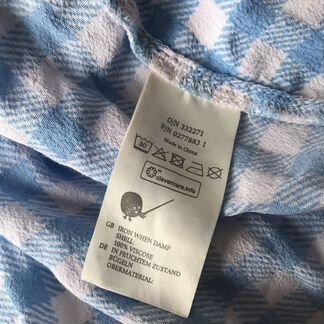 O/N 332271
P/N 0277883 1
Made in China
30
clevercare.info
GB IRON WHEN DAMP
SHELL:
100% VISCOSE
DE IN FEUCHTEM ZUSTAND
BÜGELN
OBERMATERIAL: